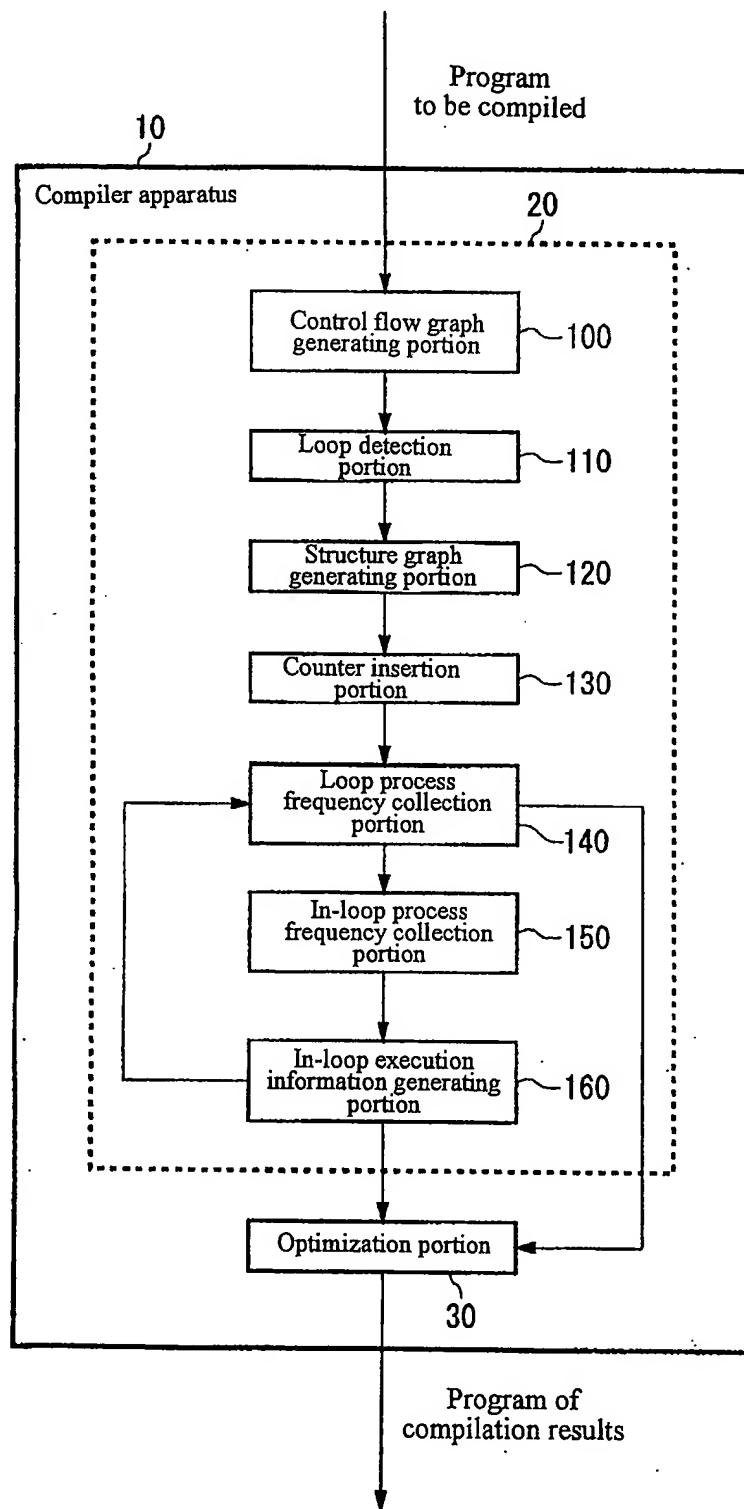 Program
to be compiled
10
Compiler apparatus
20
Control flow graph
generating portion
100
Loop detection
portion
110
Structure graph
generating portion
120
Counter insertion
portion
130
Loop process
frequency collection
portion
140
In-loop process
frequency collection
portion
150
In-loop execution
information generating
portion
160
Optimization portion
30
Program of
compilation results